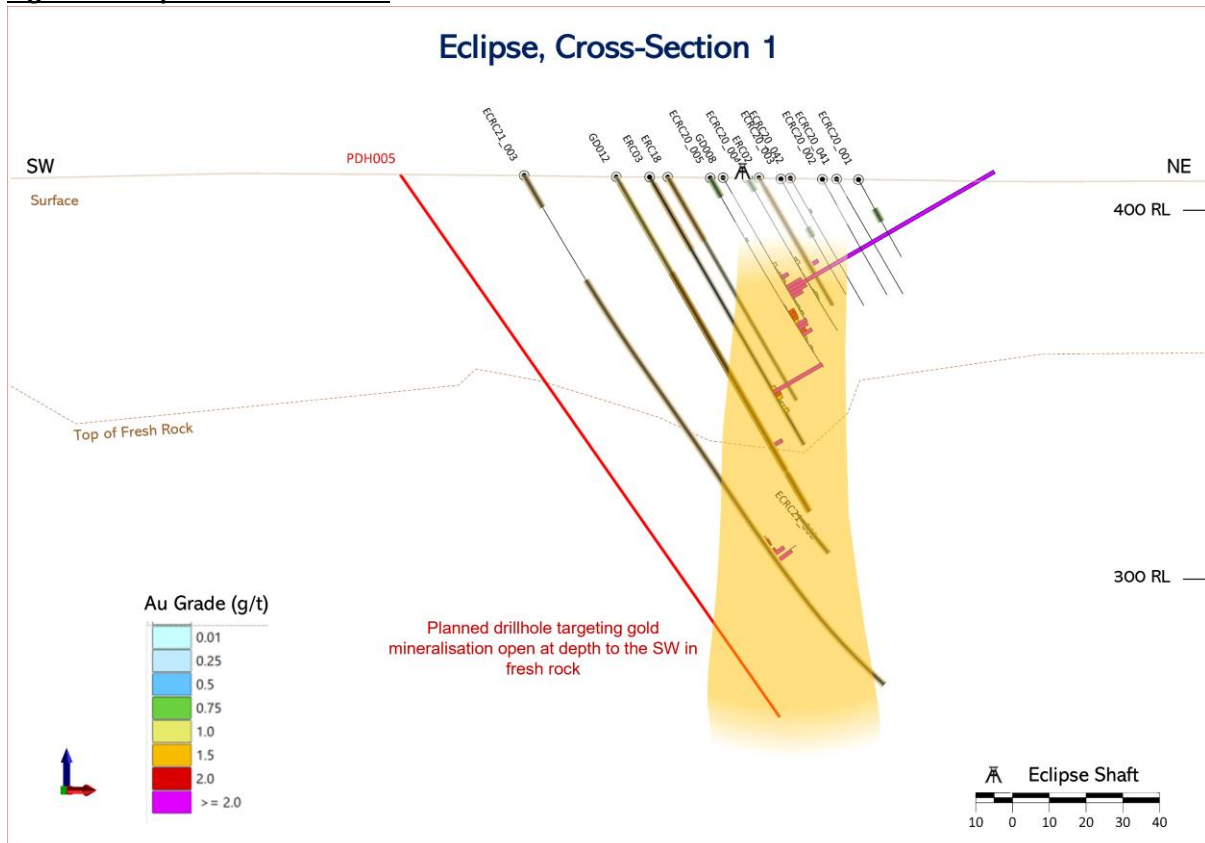 Eclipse, Cross-Section 1
SW
NE
PDH005
ECRC21_003
GD012
ERC03
ERC18
ECRC20_005
GD008
ECRC20_004
ERC02
ECRC20_003
ECRC20_042
ECRC20_002
ECRC20_041
ECRC20_001
Surface
400 RL
Top of Fresh Rock
300 RL
Planned drillhole targeting gold
mineralisation open at depth to the SW in
fresh rock
Au Grade (g/t)
0.01
0.25
0.5
0.75
1.0
1.5
2.0
>= 2.0
Eclipse Shaft
10 0 10 20 30 40